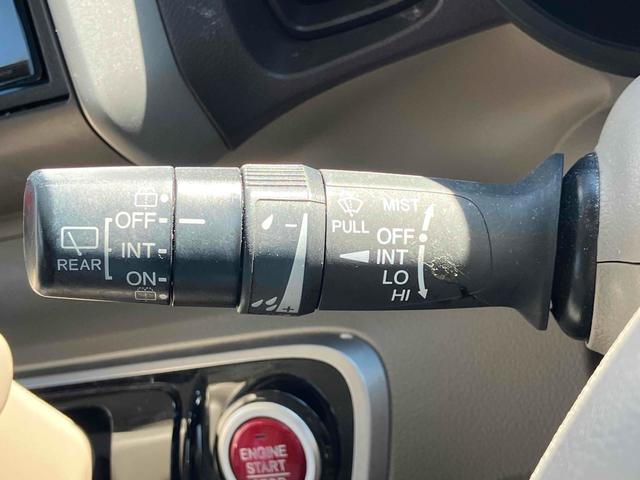 OFF
INT
REAR
ON
−
+
PULL
MIST
OFF
INT
LO
HI
ENGINE
START